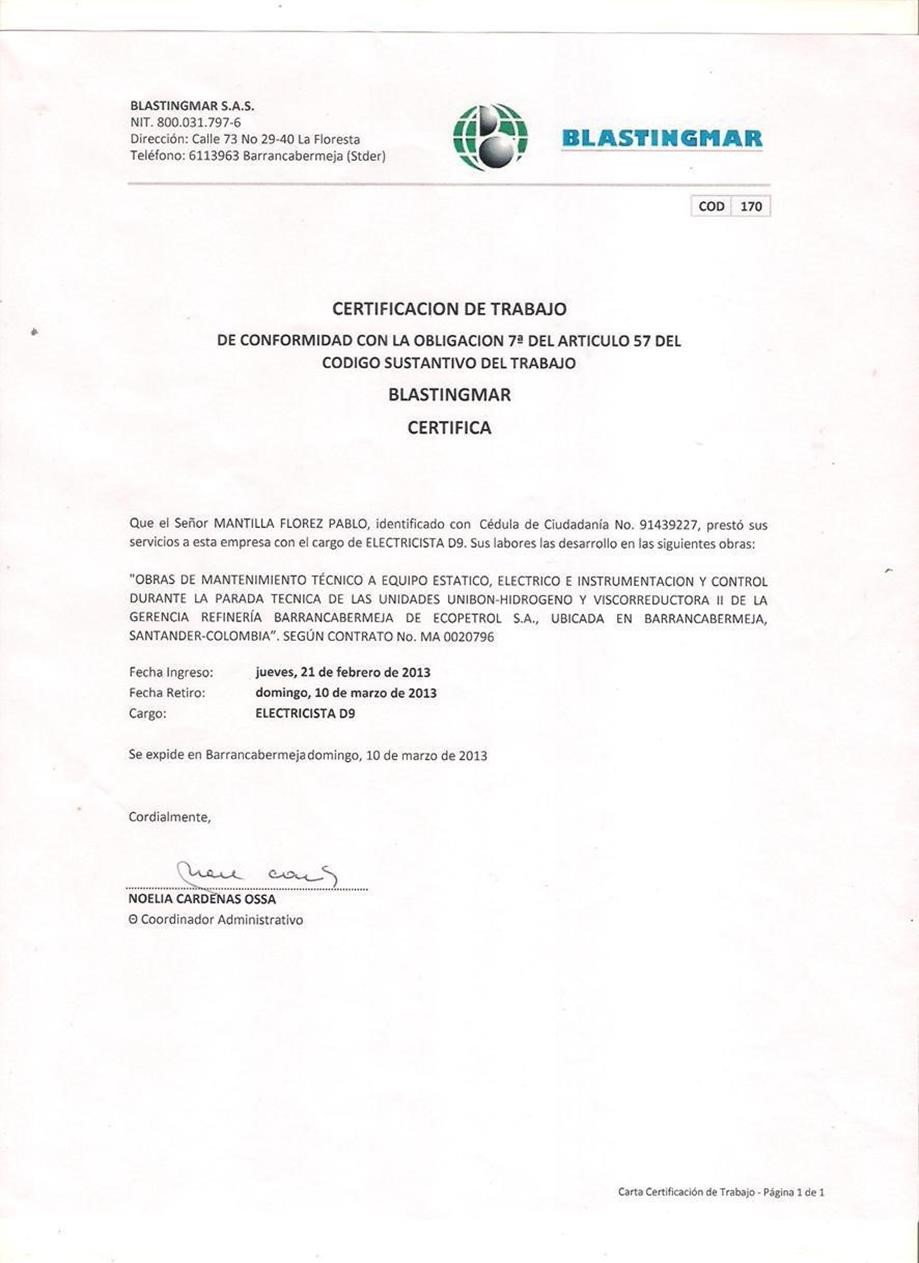 BLASTINGMAR S.A.S.
NIT. 800.031.797-6
Dirección: Calle 73 No 29-40 La Floresta
Teléfono: 6113963 Barrancabermeja (Stder)
BLASTINGMAR
COD 170
CERTIFICACION DE TRABAJO
DE CONFORMIDAD CON LA OBLIGACION 7ª DEL ARTICULO 57 DEL
CODIGO SUSTANTIVO DEL TRABAJO
BLASTINGMAR
CERTIFICA
Que el Señor MANTILLA FLOREZ PABLO, identificado con Cédula de Ciudadanía No. 91439227, prestó sus
servicios a esta empresa con el cargo de ELECTRICISTA D9. Sus labores las desarrollo en las siguientes obras:
"OBRAS DE MANTENIMIENTO TÉCNICO A EQUIPO ESTATICO, ELECTRICO E INSTRUMENTACION Y CONTROL
DURANTE LA PARADA TECNICA DE LAS UNIDADES UNIBON-HIDROGENO Y VISCORREDUCTORA II DE LA
GERENCIA REFINERÍA BARRANCABERMEJA DE ECOPETROL S.A., UBICADA EN BARRANCABERMEJA,
SANTANDER-COLOMBIA”. SEGÚN CONTRATO No. MA 0020796
Fecha Ingreso: jueves, 21 de febrero de 2013
Fecha Retiro: domingo, 10 de marzo de 2013
Cargo: ELECTRICISTA D9
Se expide en Barrancabermejadomingo, 10 de marzo de 2013
Cordialmente,
NOELIA CARDENAS OSSA
Θ Coordinador Administrativo
Carta Certificación de Trabajo - Página 1 de 1